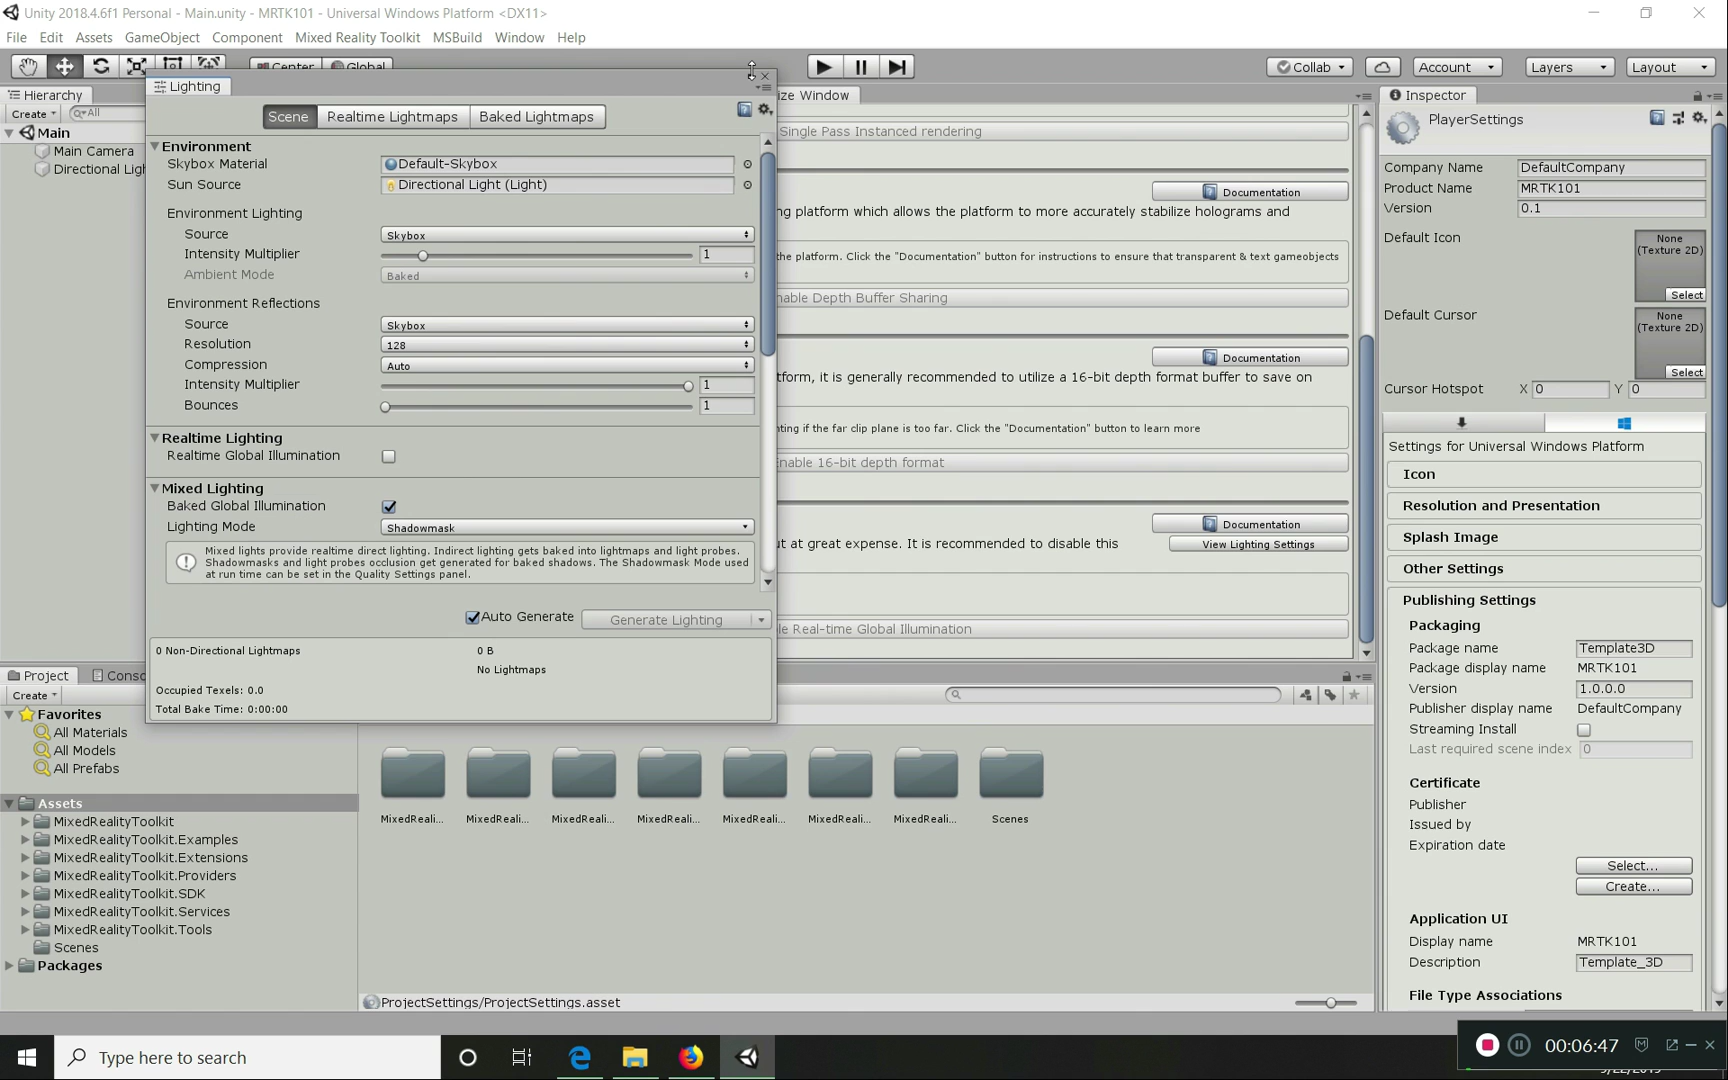 Unity 2018.4.6f1 Personal - Main.unity - MRTK101 - Universal Windows Platform <DX11>
File Edit Assets GameObject Component Mixed Reality Toolkit MSBuild Window Help
Center Global Collab Account Layers Layout
Hierarchy
Create All
Main
Main Camera
Directional Ligh
Lighting
Scene Realtime Lightmaps Baked Lightmaps
Environment
Skybox Material Default-Skybox
Sun Source Directional Light (Light)
Environment Lighting
Source Skybox
Intensity Multiplier 1
Ambient Mode Baked
Environment Reflections
Source Skybox
Resolution 128
Compression Auto
Intensity Multiplier 1
Bounces 1
Realtime Lighting
Realtime Global Illumination
Mixed Lighting
Baked Global Illumination
Lighting Mode Shadowmask
Mixed lights provide realtime direct lighting. Indirect lighting gets baked into lightmaps and light probes.
Shadowmasks and light probes occlusion get generated for baked shadows. The Shadowmask Mode used
at run time can be set in the Quality Settings panel.
Auto Generate Generate Lighting
0 Non-Directional Lightmaps 0 B
No Lightmaps
Occupied Texels: 0.0
Total Bake Time: 0:00:00
ize Window
Single Pass Instanced rendering
Documentation
ng platform which allows the platform to more accurately stabilize holograms and
the platform. Click the "Documentation" button for instructions to ensure that transparent & text gameobjects
nable Depth Buffer Sharing
Documentation
tform, it is generally recommended to utilize a 16-bit depth format buffer to save on
nting if the far clip plane is too far. Click the "Documentation" button to learn more
Enable 16-bit depth format
Documentation
ut at great expense. It is recommended to disable this
View Lighting Settings
le Real-time Global Illumination
Inspector
PlayerSettings
Company Name DefaultCompany
Product Name MRTK101
Version 0.1
Default Icon None
(Texture 2D)
Select
Default Cursor None
(Texture 2D)
Select
Cursor Hotspot X 0 Y 0
Settings for Universal Windows Platform
Icon
Resolution and Presentation
Splash Image
Other Settings
Publishing Settings
Packaging
Package name Template3D
Package display name MRTK101
Version 1.0.0.0
Publisher display name DefaultCompany
Streaming Install
Last required scene index 0
Certificate
Publisher
Issued by
Expiration date
Select...
Create...
Application UI
Display name MRTK101
Description Template_3D
File Type Associations
Project Conso
Create
Favorites
All Materials
All Models
All Prefabs
Assets
MixedRealityToolkit
MixedRealityToolkit.Examples
MixedRealityToolkit.Extensions
MixedRealityToolkit.Providers
MixedRealityToolkit.SDK
MixedRealityToolkit.Services
MixedRealityToolkit.Tools
Scenes
Packages
MixedReali... MixedReali... MixedReali... MixedReali... MixedReali... MixedReali... MixedReali... Scenes
ProjectSettings/ProjectSettings.asset
Type here to search
00:06:47